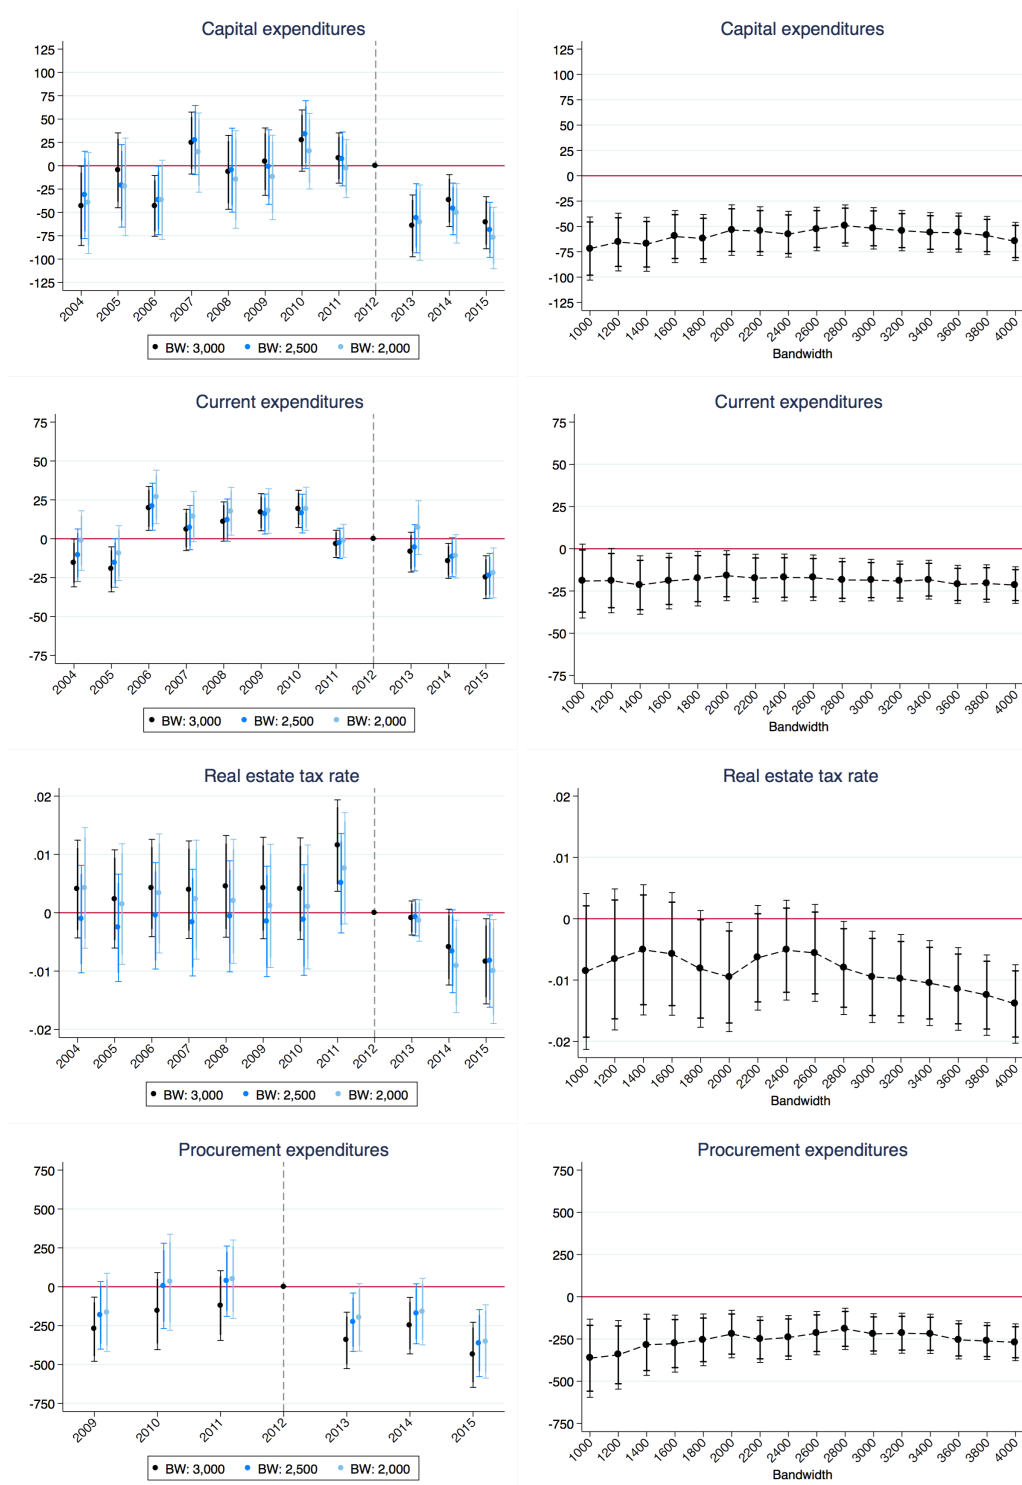 Capital expenditures
125
100
75
50
25
0
-25
-50
-75
-100
-125
2004 2005 2006 2007 2008 2009 2010 2011 2012 2013 2014 2015
BW: 3,000 BW: 2,500 BW: 2,000
Capital expenditures
125
100
75
50
25
0
-25
-50
-75
-100
-125
1000 1200 1400 1600 1800 2000 2200 2400 2600 2800 3000 3200 3400 3600 3800 4000
Bandwidth
Current expenditures
75
50
25
0
-25
-50
-75
2004 2005 2006 2007 2008 2009 2010 2011 2012 2013 2014 2015
BW: 3,000 BW: 2,500 BW: 2,000
Current expenditures
75
50
25
0
-25
-50
-75
1000 1200 1400 1600 1800 2000 2200 2400 2600 2800 3000 3200 3400 3600 3800 4000
Bandwidth
Real estate tax rate
.02
.01
0
-.01
-.02
2004 2005 2006 2007 2008 2009 2010 2011 2012 2013 2014 2015
BW: 3,000 BW: 2,500 BW: 2,000
Real estate tax rate
.02
.01
0
-.01
-.02
1000 1200 1400 1600 1800 2000 2200 2400 2600 2800 3000 3200 3400 3600 3800 4000
Bandwidth
Procurement expenditures
750
500
250
0
-250
-500
-750
2009 2010 2011 2012 2013 2014 2015
BW: 3,000 BW: 2,500 BW: 2,000
Procurement expenditures
750
500
250
0
-250
-500
-750
1000 1200 1400 1600 1800 2000 2200 2400 2600 2800 3000 3200 3400 3600 3800 4000
Bandwidth